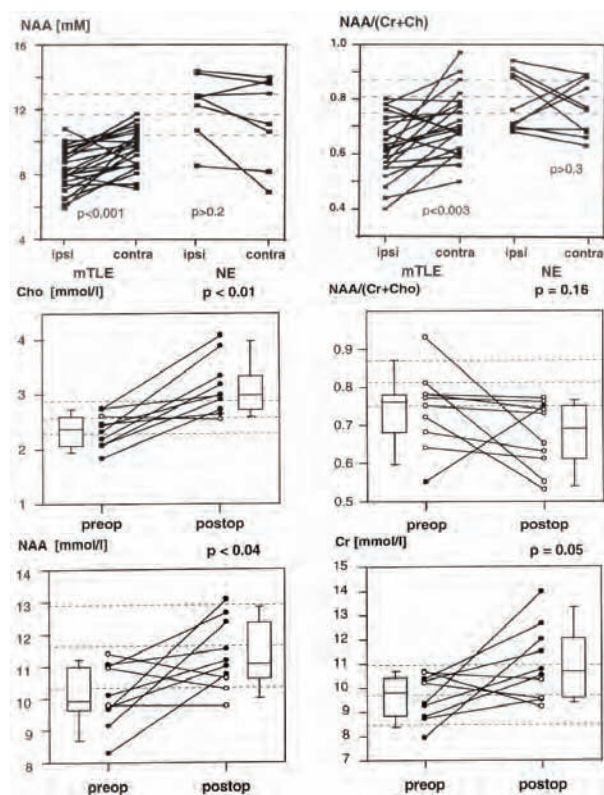 NAA [mM]
16
12
8
4
p<0.001
p>0.2
ipsi contra ipsi contra
mTLE NE
NAA/(Cr+Ch)
1.0
0.8
0.6
0.4
p<0.003
p>0.3
ipsi contra ipsi contra
mTLE NE
Cho [mmol/l] p < 0.01
4
3
2
1
preop postop
NAA/(Cr+Cho) p = 0.16
0.9
0.8
0.7
0.6
0.5
preop postop
NAA [mmol/l] p < 0.04
14
13
12
11
10
9
8
preop postop
Cr [mmol/l] p = 0.05
15
14
13
12
11
10
9
8
7
preop postop